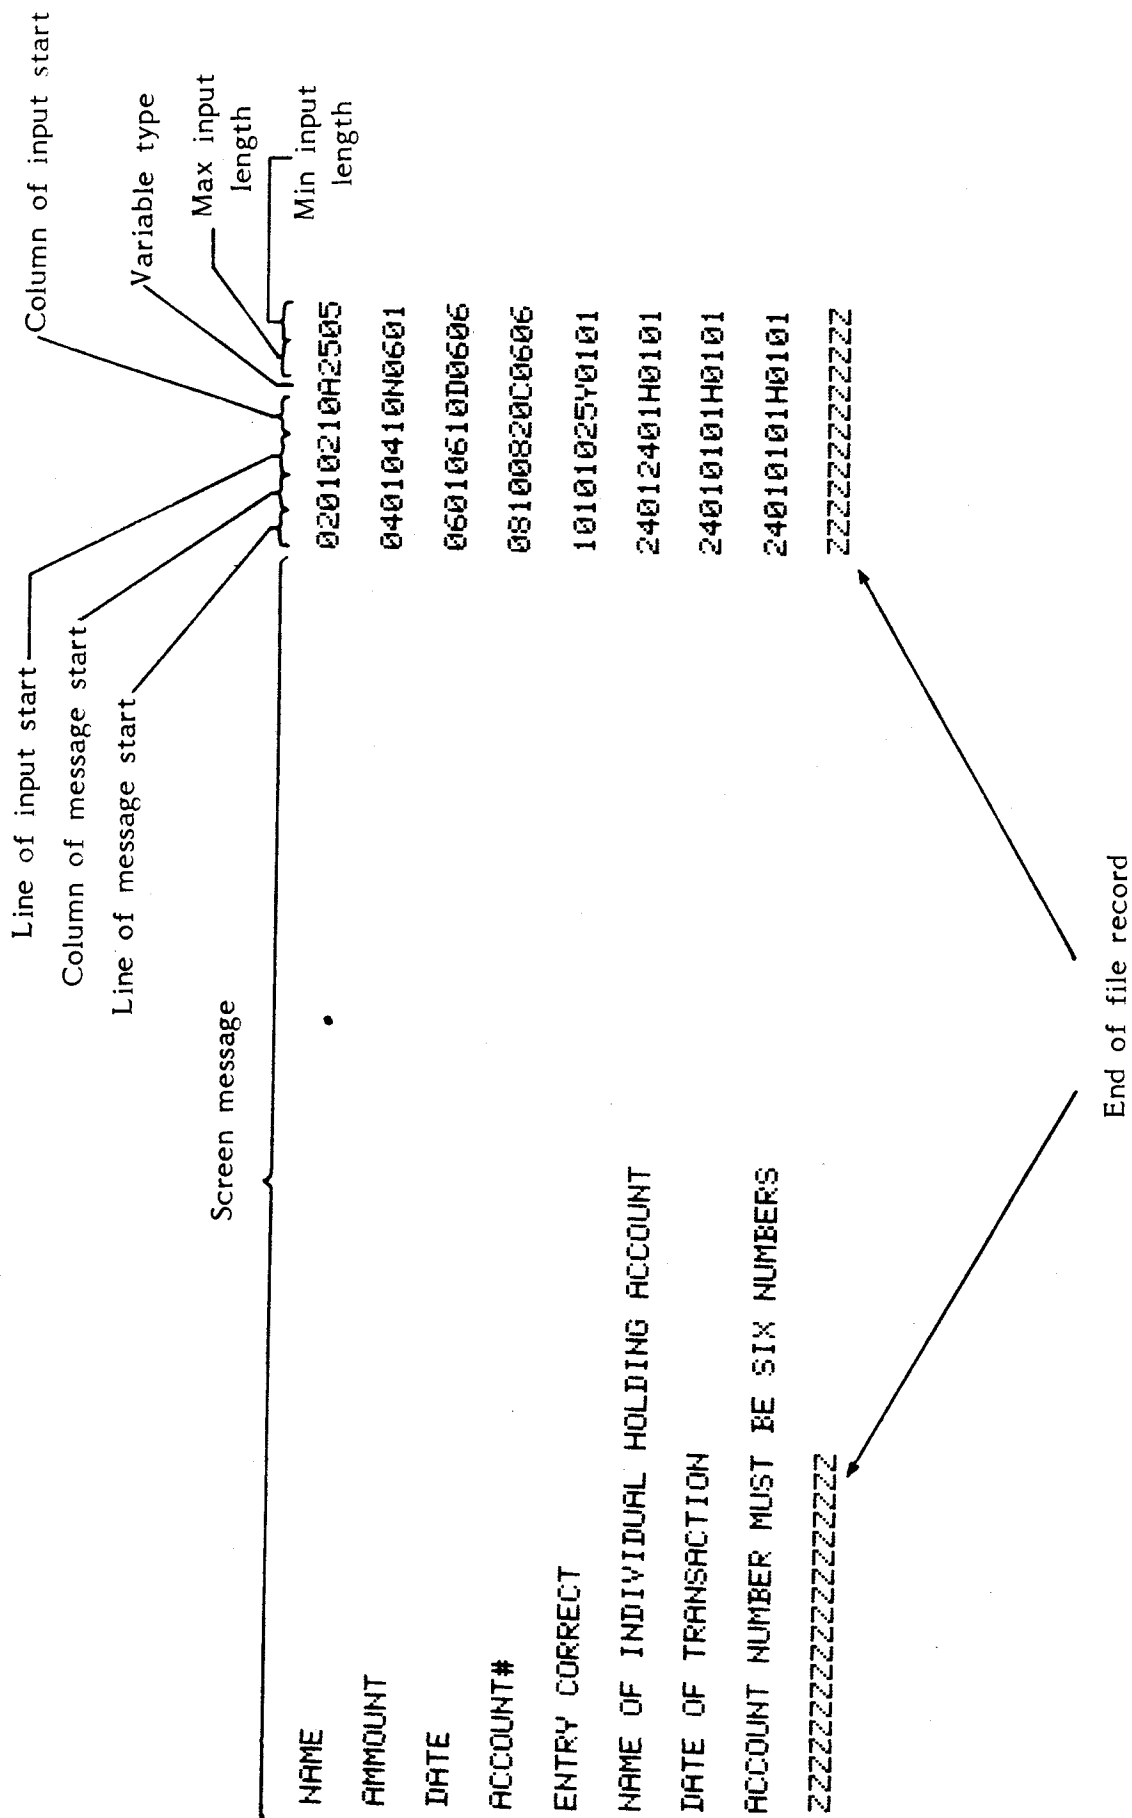 Column of input start
Variable type
Max input
length
Min input
length
Line of input start
Column of message start
Line of message start
Screen message
NAME 02010210A2505
AMMOUNT 04010410N0601
DATE 06010610D0606
ACCOUNT# 08100820C0606
ENTRY CORRECT 10101025Y0101
NAME OF INDIVIDUAL HOLDING ACCOUNT 24012401H0101
DATE OF TRANSACTION 24010101H0101
ACCOUNT NUMBER MUST BE SIX NUMBERS 24010101H0101
ZZZZZZZZZZZZZZZZZZZZ ZZZZZZZZZZZZZ
End of file record